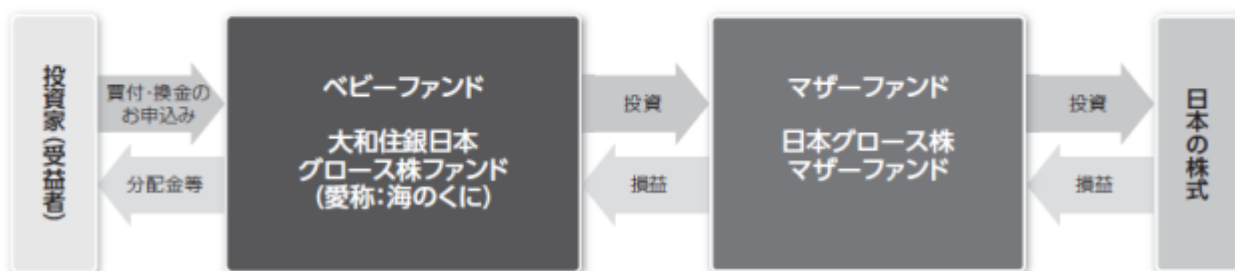 投資家(受益者)
買付・換金の
お申込み
分配金等
ベビーファンド
大和住銀日本
グロース株ファンド
(愛称:海のくに)
投資
損益
マザーファンド
日本グロース株
マザーファンド
投資
損益
日本の株式